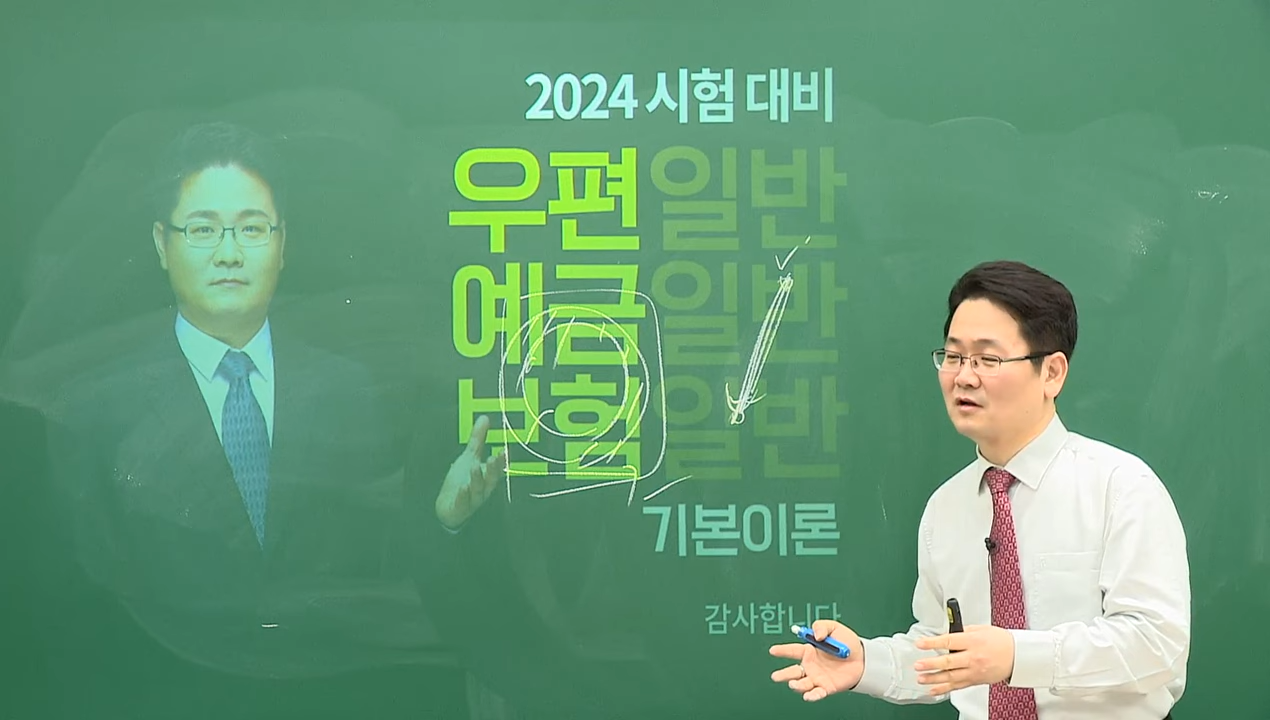 2024 시험 대비
우편일반
예금일반
보험일반
기본이론
감사합니다